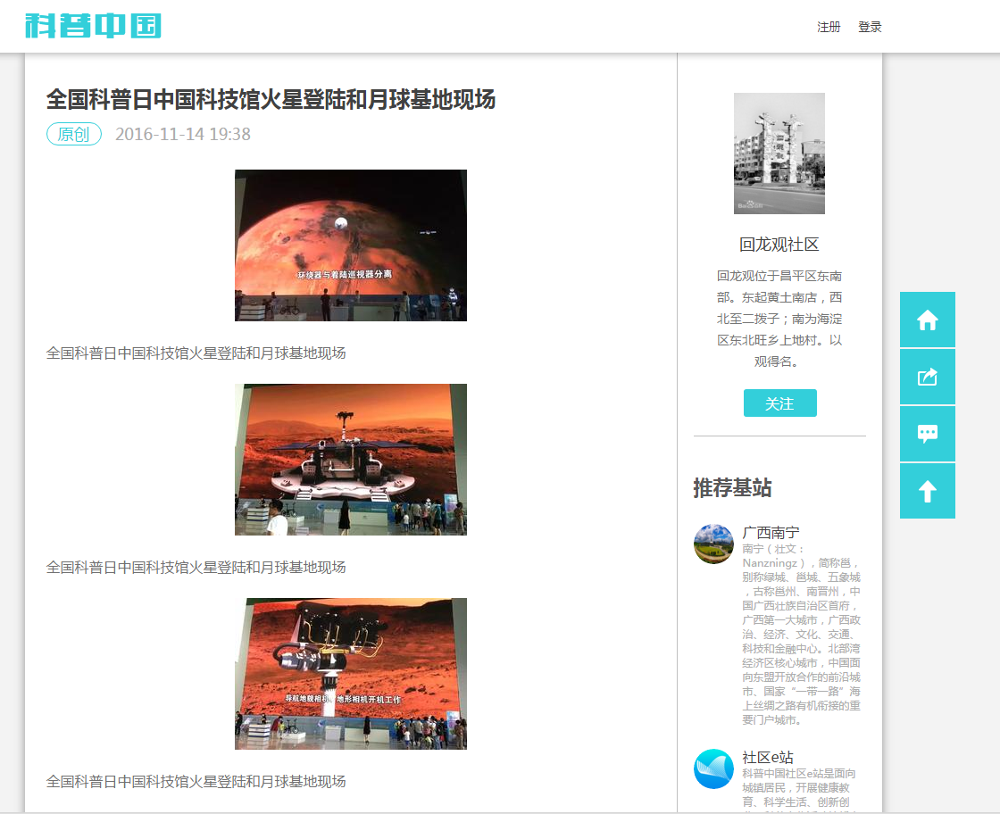 科普中国
注册 登录
全国科普日中国科技馆火星登陆和月球基地现场
原创 2016-11-14 19:38
环绕器与着陆巡视器分离
全国科普日中国科技馆火星登陆和月球基地现场
全国科普日中国科技馆火星登陆和月球基地现场
导航地貌相机、地形相机开机工作
全国科普日中国科技馆火星登陆和月球基地现场
回龙观社区
回龙观位于昌平区东南
部。东起黄土南店，西
北至二拨子；南为海淀
区东北旺乡上地村。以
观得名。
关注
推荐基站
广西南宁
南宁（壮文：
Nanzningz），简称邕，
别称绿城、邕城、五象城
，古称邕州、南晋州，中
国广西壮族自治区首府，
广西第一大城市，广西政
治、经济、文化、交通、
科技和金融中心。北部湾
经济区核心城市，中国面
向东盟开放合作的前沿城
市、国家“一带一路”海
上丝绸之路有机衔接的重
要门户城市。
社区e站
科普中国社区e站是面向
城镇居民，开展健康教
育、科学生活、创新创